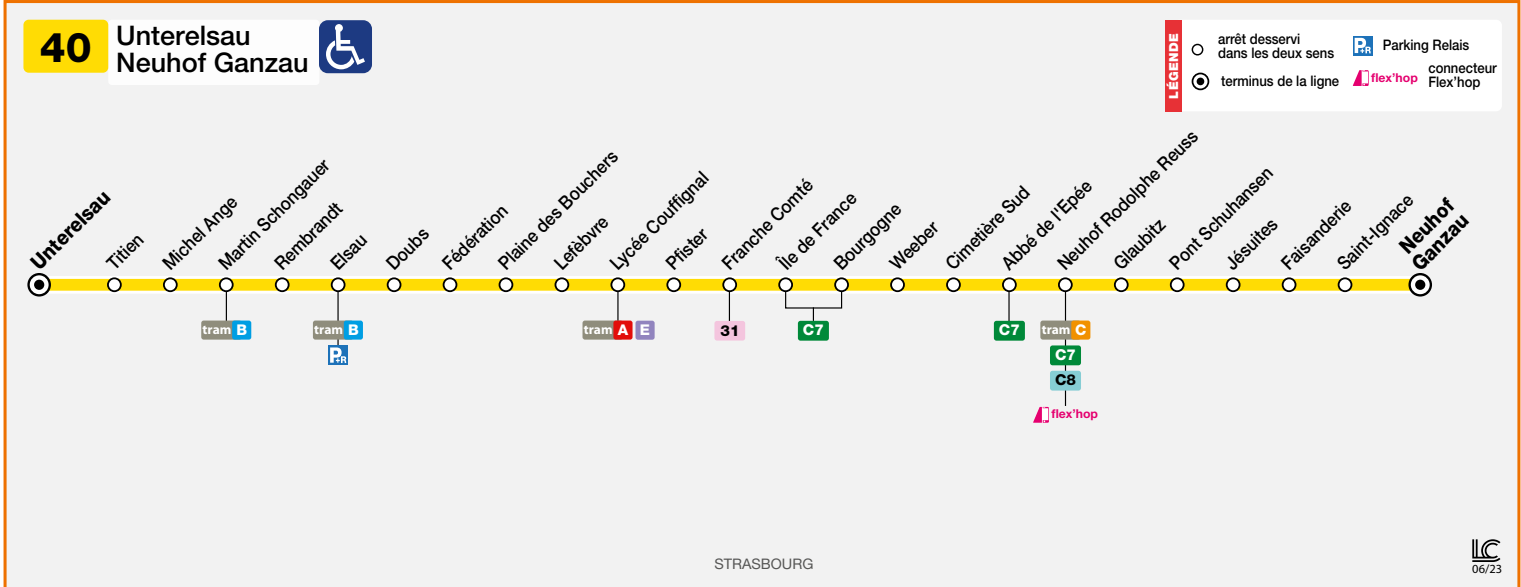 40
Unterelsau
Neuhof Ganzau
LÉGENDE
arrêt desservi
dans les deux sens
terminus de la ligne
P+R
Parking Relais
flex'hop
connecteur
Flex'hop
Unterelsau
Titien
Michel Ange
Martin Schongauer
Rembrandt
Elsau
Doubs
Fédération
Plaine des Bouchers
Lefèbvre
Lycée Couffignal
Pfister
Franche Comté
Île de France
Bourgogne
Weeber
Cimetière Sud
Abbé de l'Epée
Neuhof Rodolphe Reuss
Glaubitz
Pont Schuhansen
Jésuites
Faisanderie
Saint-Ignace
Neuhof
Ganzau
tram B
tram B
P+R
tram A E
31
C7
C7
tram C
C7
C8
flex'hop
STRASBOURG
LC
06/23